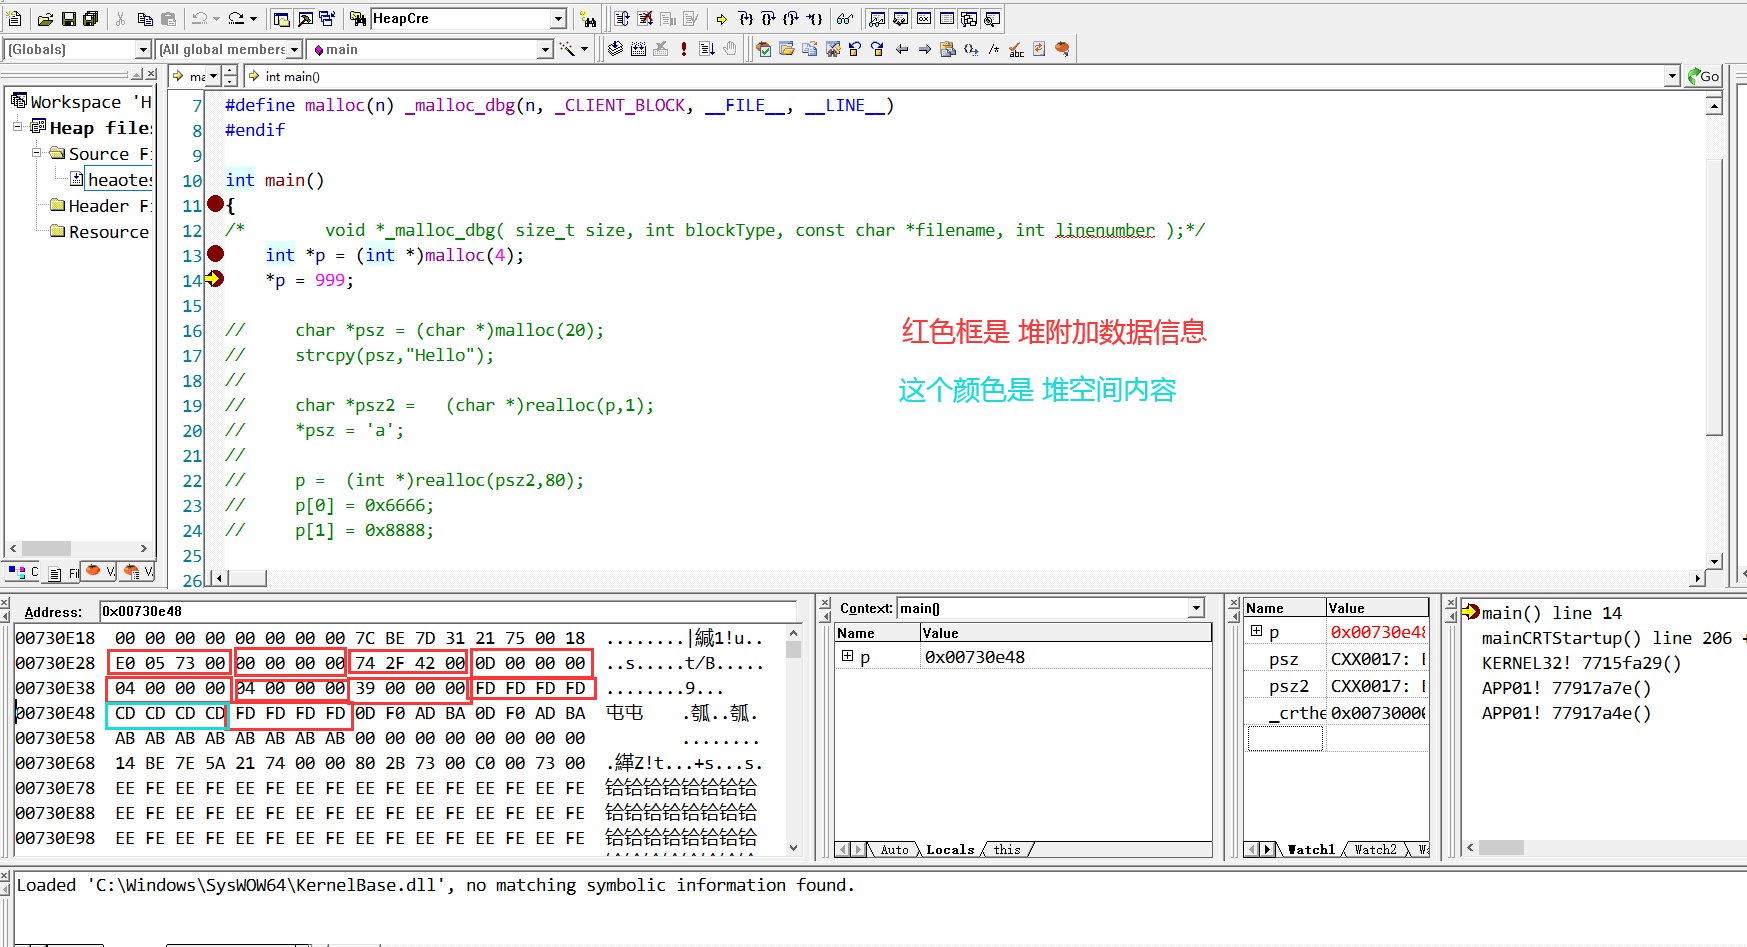 HeapCre
(Globals)
(All global members
main
ma
int main()
Go
Workspace 'H
Heap files
Source Fi
heaotes
Header Fi
Resource
7 #define malloc(n) _malloc_dbg(n, _CLIENT_BLOCK, __FILE__, __LINE__)
8 #endif
9
10 int main()
11 {
12 /* void *_malloc_dbg( size_t size, int blockType, const char *filename, int linenumber );*/
13 int *p = (int *)malloc(4);
14 *p = 999;
15
16 // char *psz = (char *)malloc(20);
17 // strcpy(psz,"Hello");
18 //
19 // char *psz2 = (char *)realloc(p,1);
20 // *psz = 'a';
21 //
22 // p = (int *)realloc(psz2,80);
23 // p[0] = 0x6666;
24 // p[1] = 0x8888;
25
26
红色框是 堆附加数据信息
这个颜色是 堆空间内容
C
Fi
V
V
Address: 0x00730e48
00730E18 00 00 00 00 00 00 00 00 7C BE 7D 31 21 75 00 18 ........|緘1!u..
00730E28 E0 05 73 00 00 00 00 00 74 2F 42 00 0D 00 00 00 ..s.....t/B.....
00730E38 04 00 00 00 04 00 00 00 39 00 00 00 FD FD FD FD ........9...
00730E48 CD CD CD CD FD FD FD FD 0D F0 AD BA 0D F0 AD BA 屯屯 .瓠..瓠.
00730E58 AB AB AB AB AB AB AB AB 00 00 00 00 00 00 00 00 ........
00730E68 14 BE 7E 5A 21 74 00 00 80 2B 73 00 C0 00 73 00 .緙Z!t...+s...s.
00730E78 EE FE EE FE EE FE EE FE EE FE EE FE EE FE EE FE 铪铪铪铪铪铪铪铪
00730E88 EE FE EE FE EE FE EE FE EE FE EE FE EE FE EE FE 铪铪铪铪铪铪铪铪
00730E98 EE FE EE FE EE FE EE FE EE FE EE FE EE FE EE FE 铪铪铪铪铪铪铪铪
Context: main()
Name Value
p 0x00730e48
Auto Locals this
Name Value
p 0x00730e48
psz CXX0017: E
psz2 CXX0017: E
_crthe 0x00730000
Watch1 Watch2 Wa
main() line 14
mainCRTStartup() line 206 +
KERNEL32! 7715fa29()
APP01! 77917a7e()
APP01! 77917a4e()
Loaded 'C:\Windows\SysWOW64\KernelBase.dll', no matching symbolic information found.